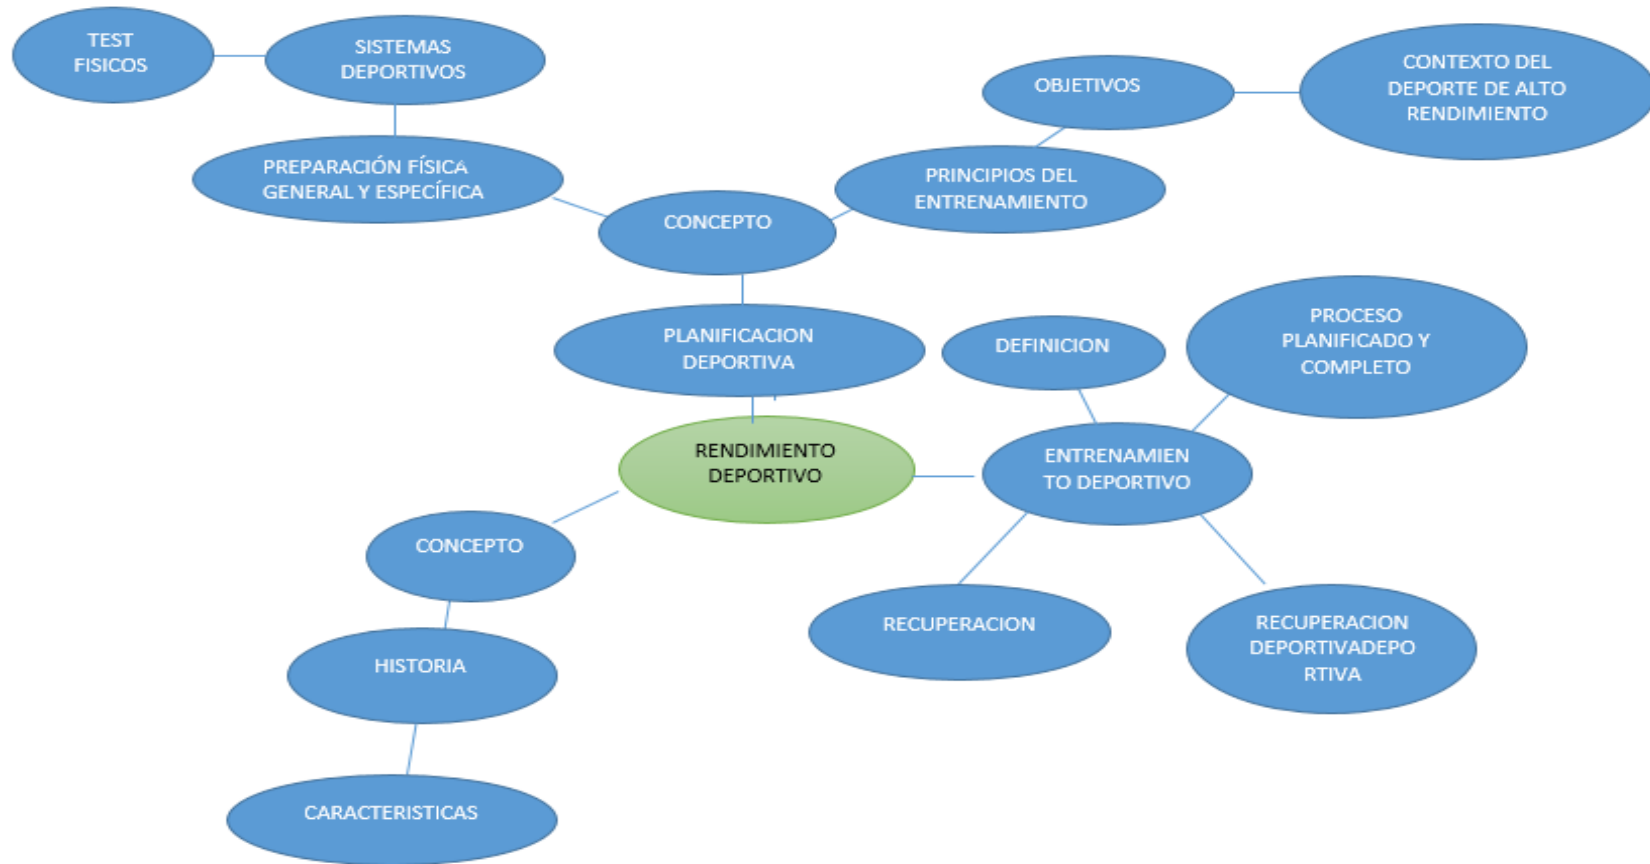 TEST
FISICOS
SISTEMAS
DEPORTIVOS
OBJETIVOS
CONTEXTO DEL
DEPORTE DE ALTO
RENDIMIENTO
PREPARACIÓN FÍSICA
GENERAL Y ESPECÍFICA
PRINCIPIOS DEL
ENTRENAMIENTO
CONCEPTO
PLANIFICACION
DEPORTIVA
DEFINICION
PROCESO
PLANIFICADO Y
COMPLETO
RENDIMIENTO
DEPORTIVO
ENTRENAMIEN
TO DEPORTIVO
CONCEPTO
RECUPERACION
RECUPERACION
DEPORTIVADEPO
RTIVA
HISTORIA
CARACTERISTICAS